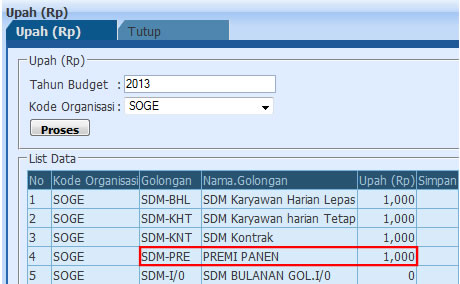 Upah (Rp)
Upah (Rp) Tutup
Upah (Rp)
Tahun Budget : 2013
Kode Organisasi : SOGE
Proses
List Data
No Kode Organisasi Golongan Nama.Golongan Upah (Rp) Simpan
1 SOGE SDM-BHL SDM Karyawan Harian Lepas 1,000
2 SOGE SDM-KHT SDM Karyawan harian Tetap 1,000
3 SOGE SDM-KNT SDM Kontrak 1,000
4 SOGE SDM-PRE PREMI PANEN 1,000
5 SOGE SDM-I/0 SDM BULANAN GOL.I/0 0